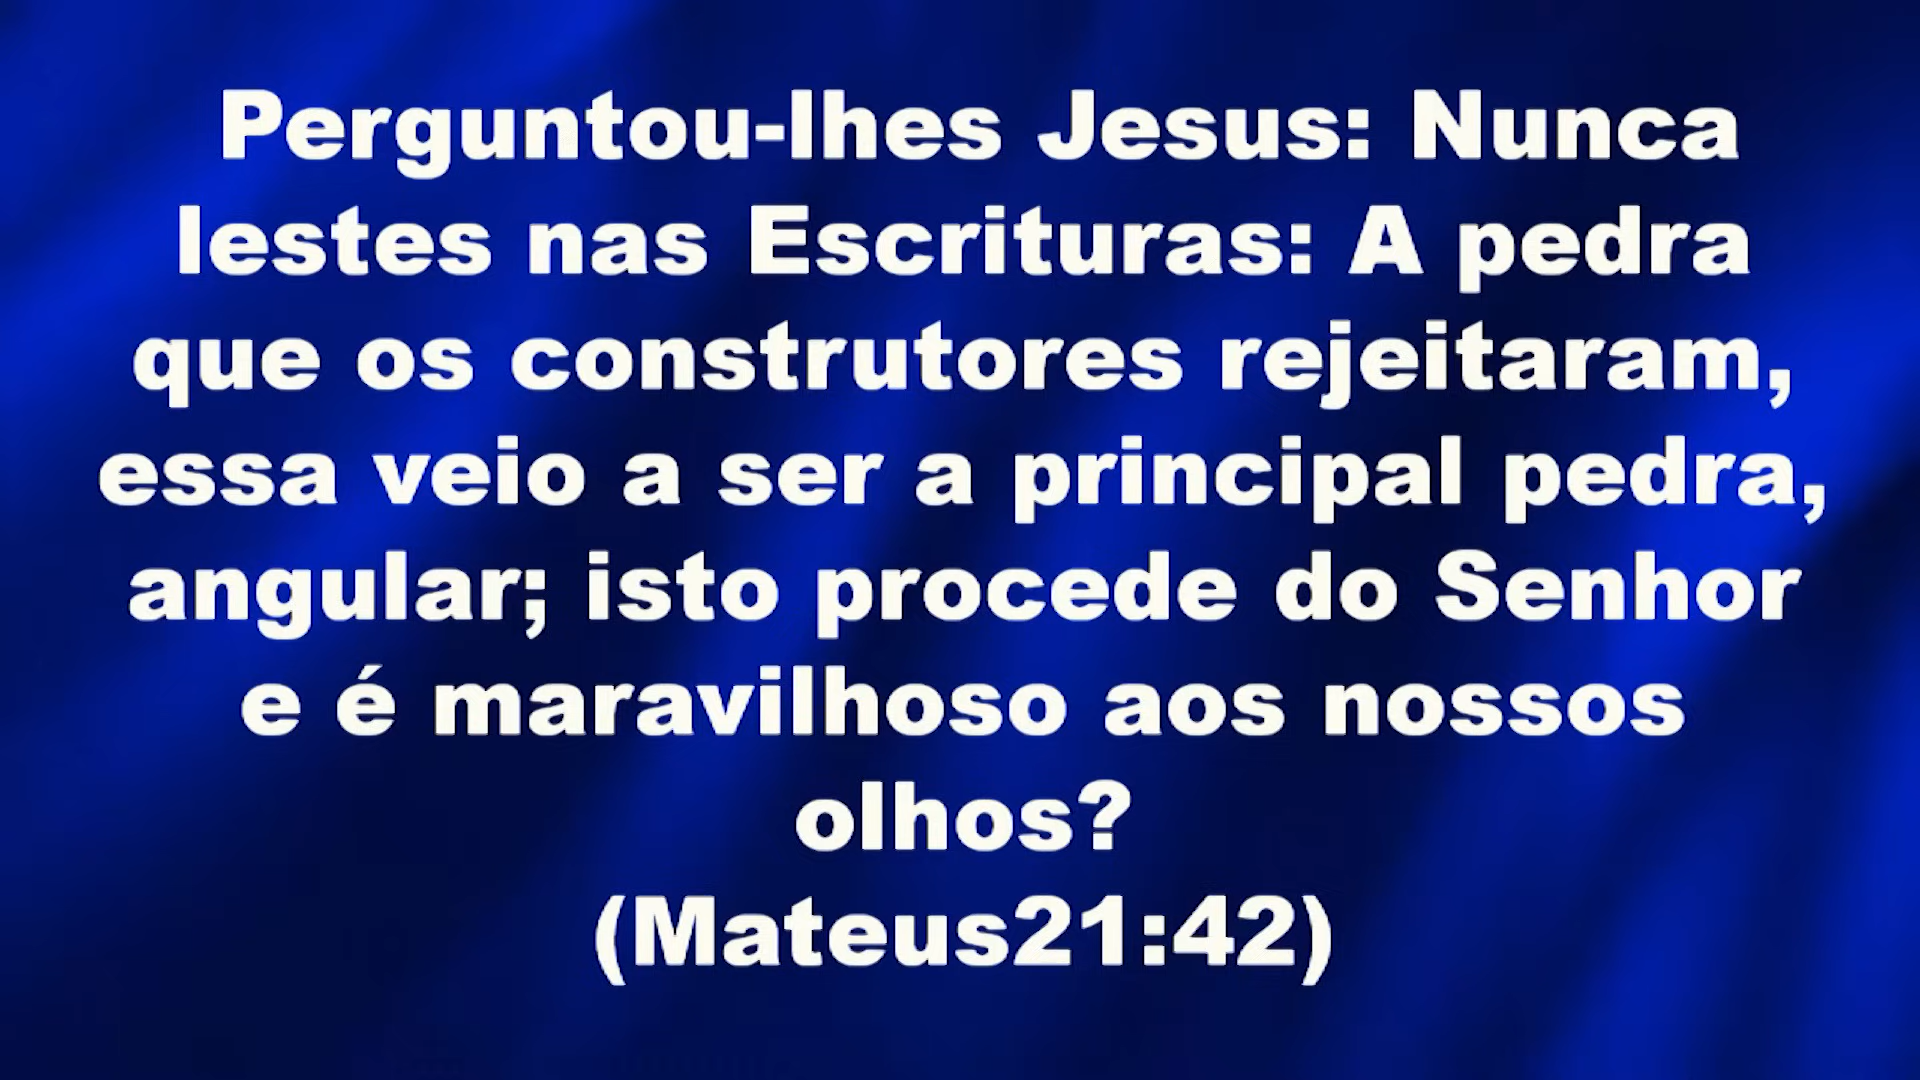 Perguntou-lhes Jesus: Nunca
lestes nas Escrituras: A pedra
que os construtores rejeitaram,
essa veio a ser a principal pedra,
angular; isto procede do Senhor
e é maravilhoso aos nossos
olhos?
(Mateus21:42)